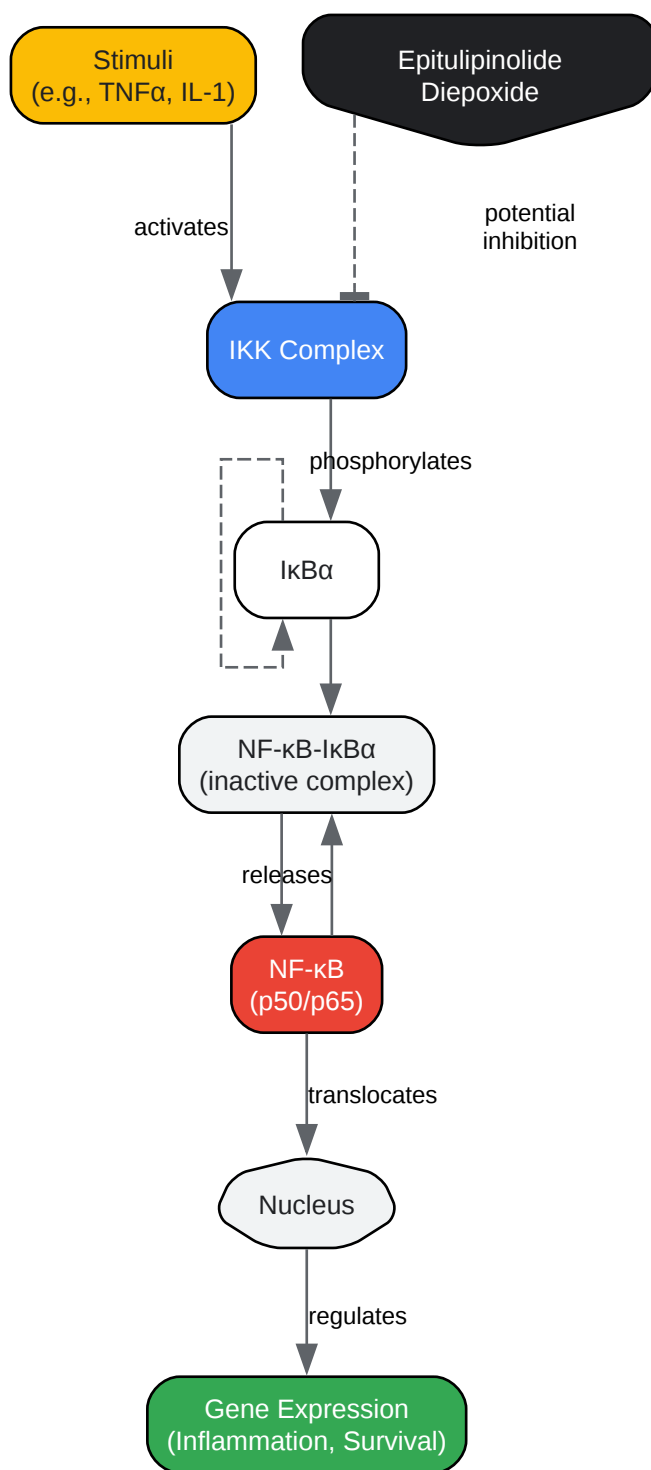 Stimuli
(e.g., TNFα, IL-1)
Epitulipinolide
Diepoxide
activates
potential
inhibition
IKK Complex
phosphorylates
IκBα
NF-κB-IκBα
(inactive complex)
releases
NF-κB
(p50/p65)
translocates
Nucleus
regulates
Gene Expression
(Inflammation, Survival)